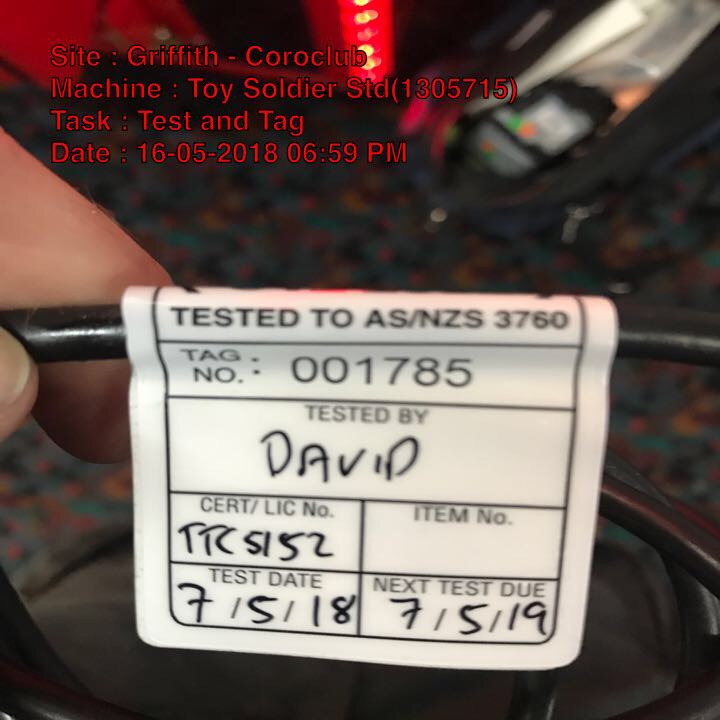 Site : Griffith - Coroclub
Machine : Toy Soldier Std(1305715)
Task : Test and Tag
Date : 16-05-2018 06:59 PM
TESTED TO AS/NZS 3760
TAG NO.: 001785
TESTED BY
DAVID
CERT/ LIC No. ITEM No.
TTC5152
TEST DATE NEXT TEST DUE
7/5/18 7/5/19